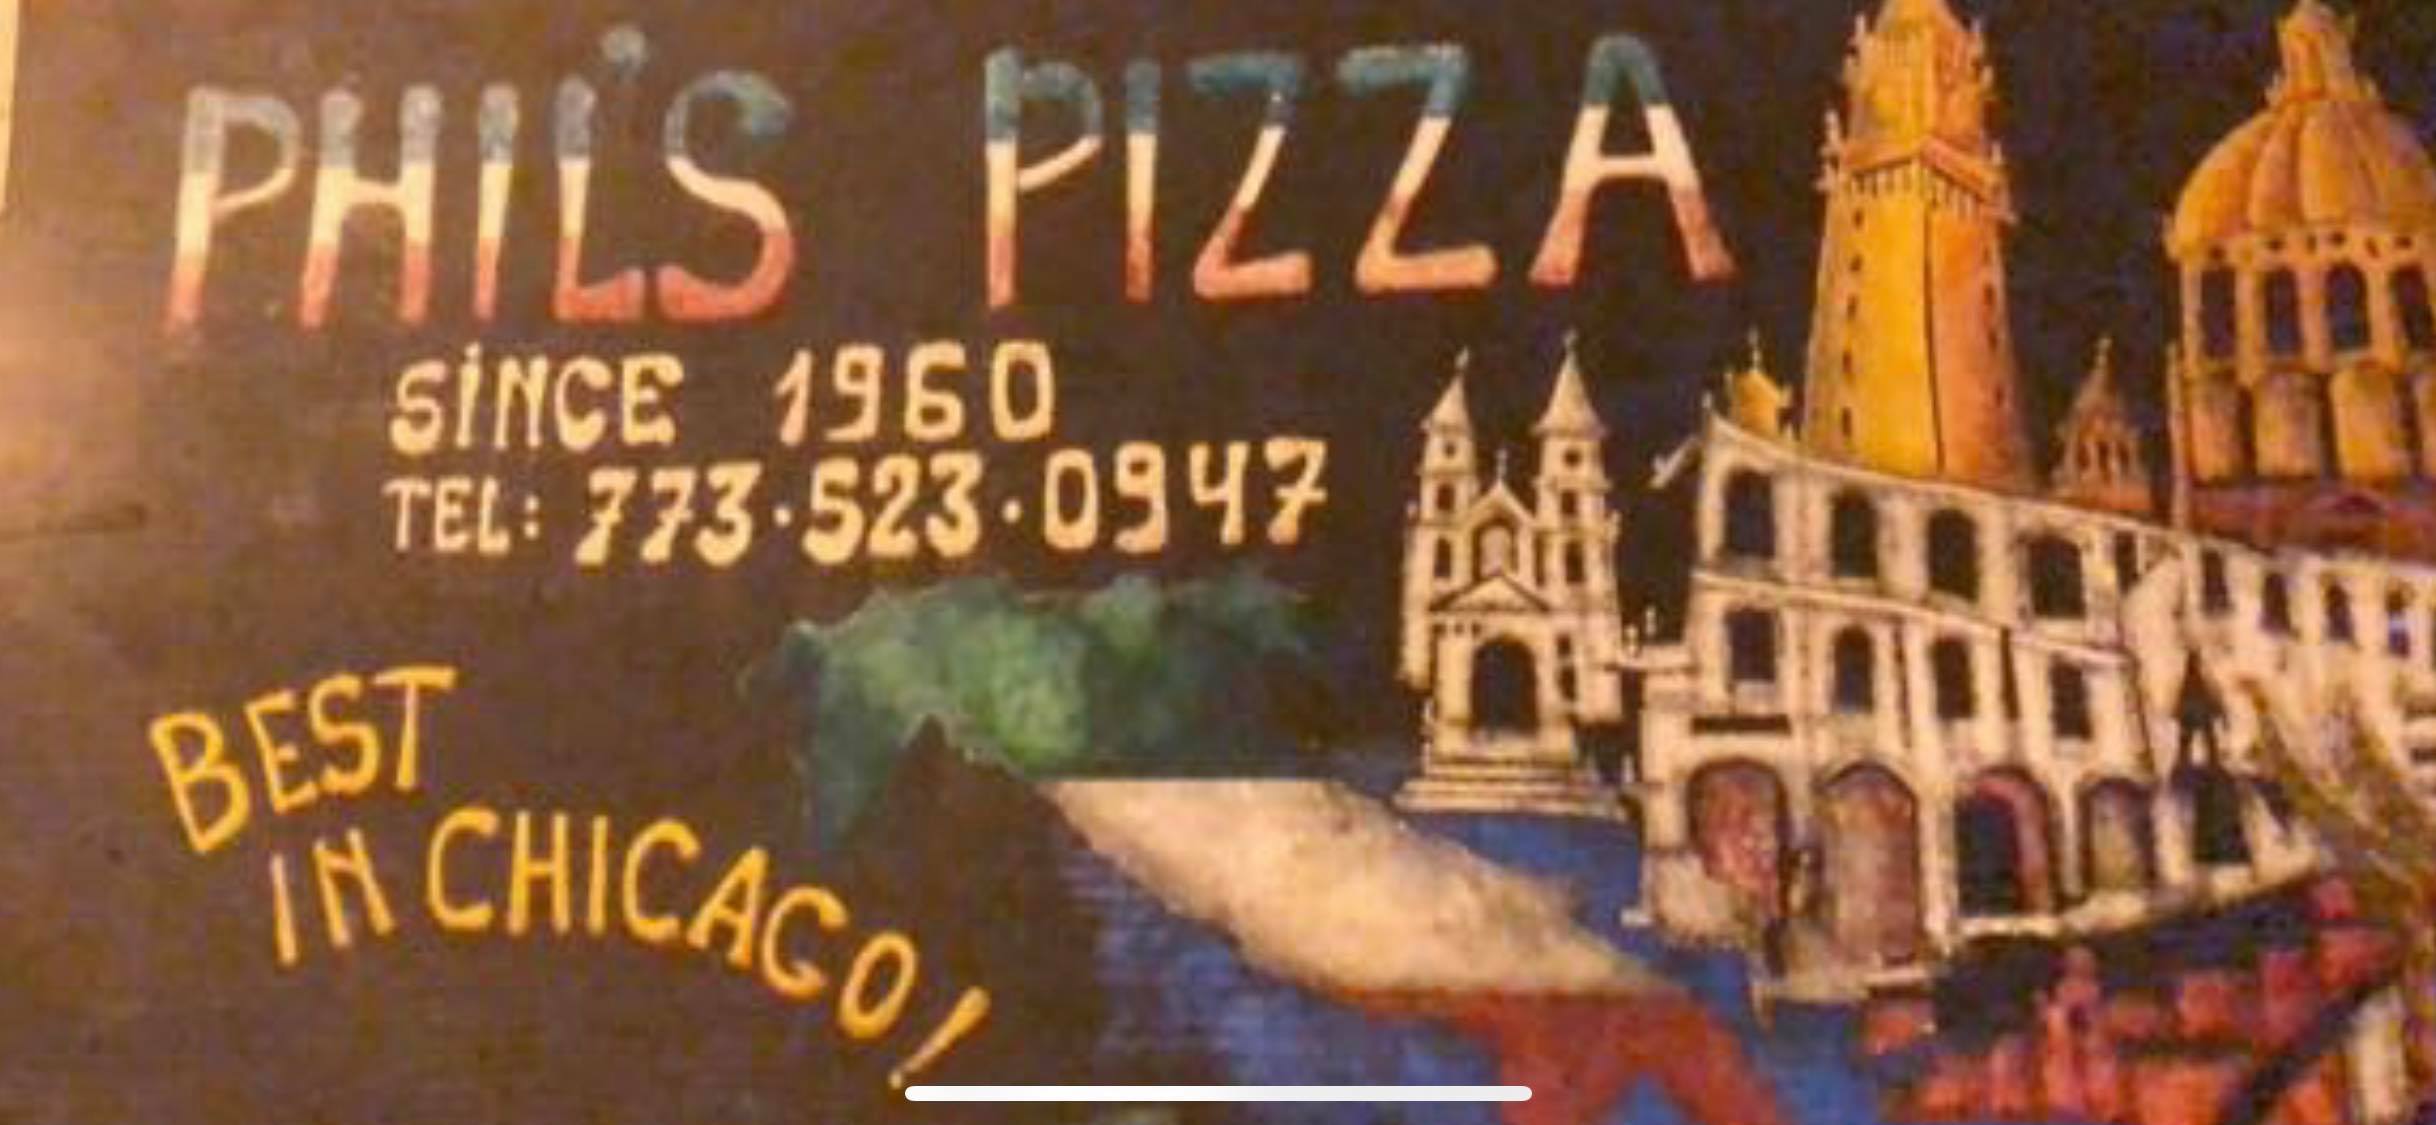 PHIL'S PIZZA
SINCE 1960
TEL: 773·523·0947
BEST
IN CHICAGO!